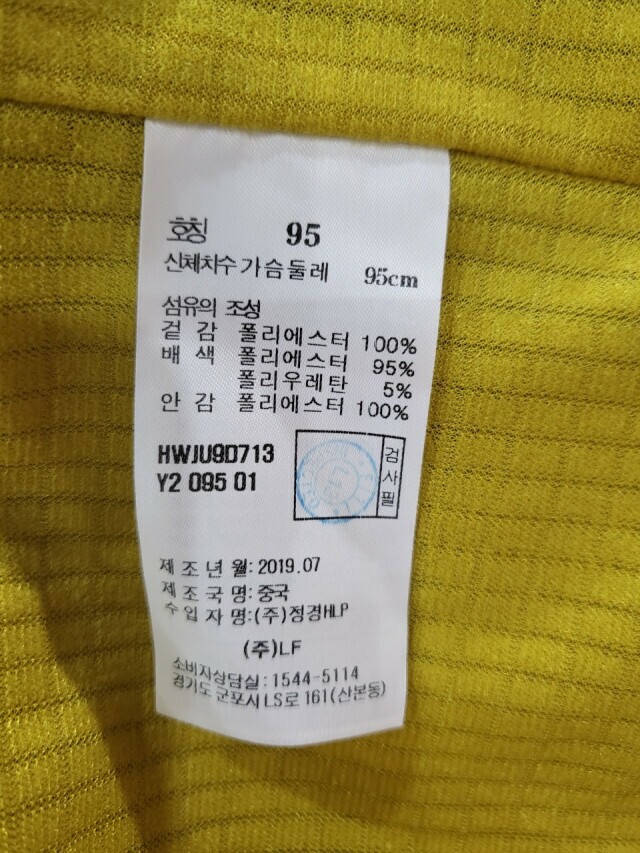 호칭 95
신체치수 가슴둘레 95cm
섬유의 조성
겉 감 폴리에스터 100%
배 색 폴리에스터 95%
폴리우레탄 5%
안 감 폴리에스터 100%
HWJU9D713
Y2 095 01
검사필
제 조 년 월: 2019.07
제 조 국 명: 중국
수 입 자 명: (주)정경HLP
(주)LF
소비자상담실 : 1544-5114
경기도 군포시 LS로 161(산본동)